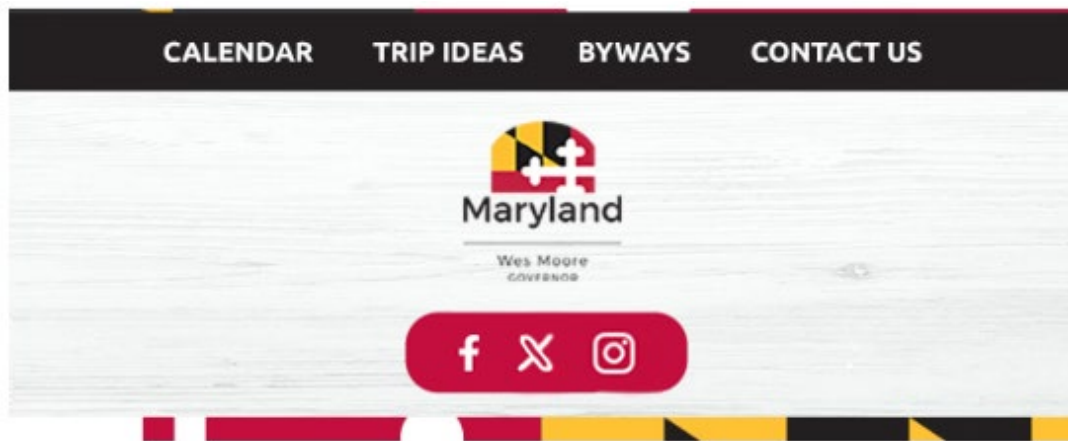 CALENDAR TRIP IDEAS BYWAYS CONTACT US
Maryland
Wes Moore
GOVERNOR